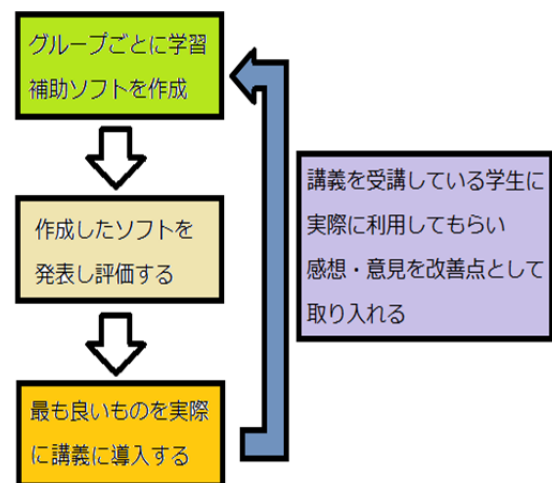 グループごとに学習
補助ソフトを作成
作成したソフトを
発表し評価する
最も良いものを実際
に講義に導入する
講義を受講している学生に
実際に利用してもらい
感想・意見を改善点として
取り入れる